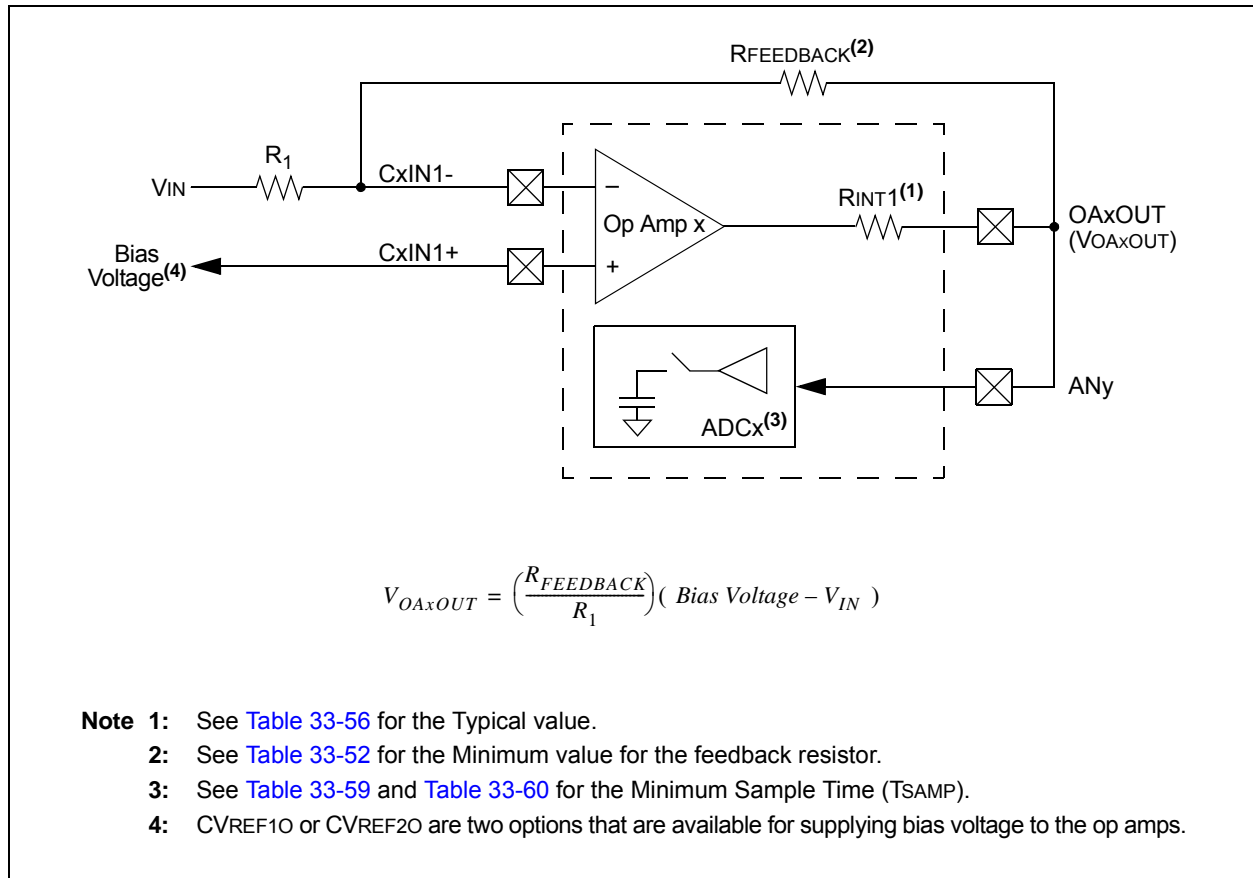 RFEEDBACK(2)
R1
VIN
CxIN1-
–
Op Amp x
RINT1(1)
OAxOUT
(VOAxOUT)
Bias
Voltage(4)
CxIN1+
+
ADCx(3)
ANy
VOAxOUT = (RFEEDBACK / R1) ( Bias Voltage – VIN )
Note 1: See Table 33-56 for the Typical value.
2: See Table 33-52 for the Minimum value for the feedback resistor.
3: See Table 33-59 and Table 33-60 for the Minimum Sample Time (TSAMP).
4: CVREF1O or CVREF2O are two options that are available for supplying bias voltage to the op amps.